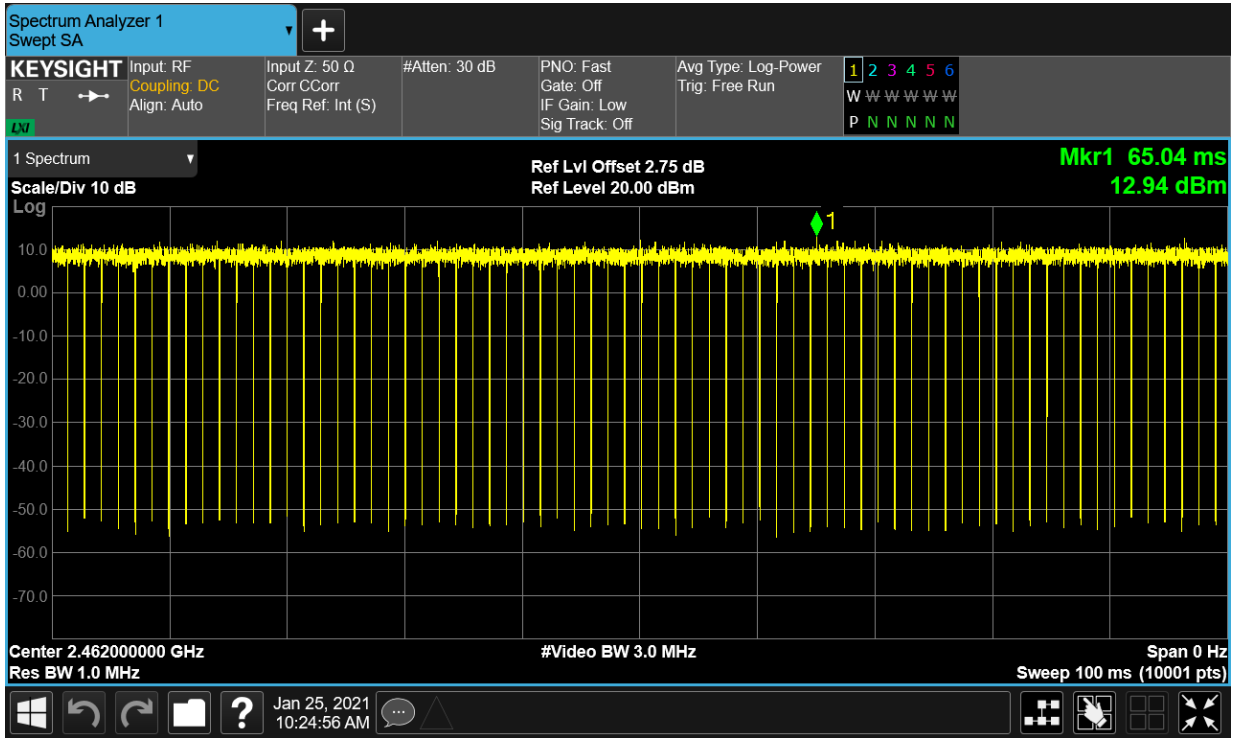 Spectrum Analyzer 1
Swept SA
KEYSIGHT
R T
LXI
Input: RF
Coupling: DC
Align: Auto
Input Z: 50 Ω
Corr CCorr
Freq Ref: Int (S)
#Atten: 30 dB
PNO: Fast
Gate: Off
IF Gain: Low
Sig Track: Off
Avg Type: Log-Power
Trig: Free Run
1 2 3 4 5 6
W W W W W W
P N N N N N
1 Spectrum
Scale/Div 10 dB
Log
Ref Lvl Offset 2.75 dB
Ref Level 20.00 dBm
Mkr1 65.04 ms
12.94 dBm
1
10.0
0.00
-10.0
-20.0
-30.0
-40.0
-50.0
-60.0
-70.0
Center 2.462000000 GHz
Res BW 1.0 MHz
#Video BW 3.0 MHz
Span 0 Hz
Sweep 100 ms (10001 pts)
?
Jan 25, 2021
10:24:56 AM